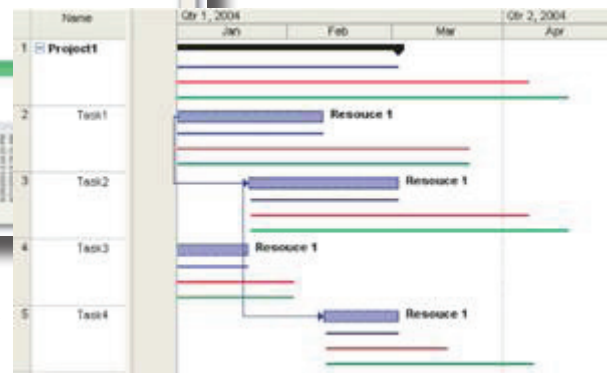 Name
Qtr 1, 2004
Qtr 2, 2004
Jan Feb Mar Apr
1 Project1
2 Task1 Resouce 1
3 Task2 Resouce 1
4 Task3 Resouce 1
5 Task4 Resouce 1